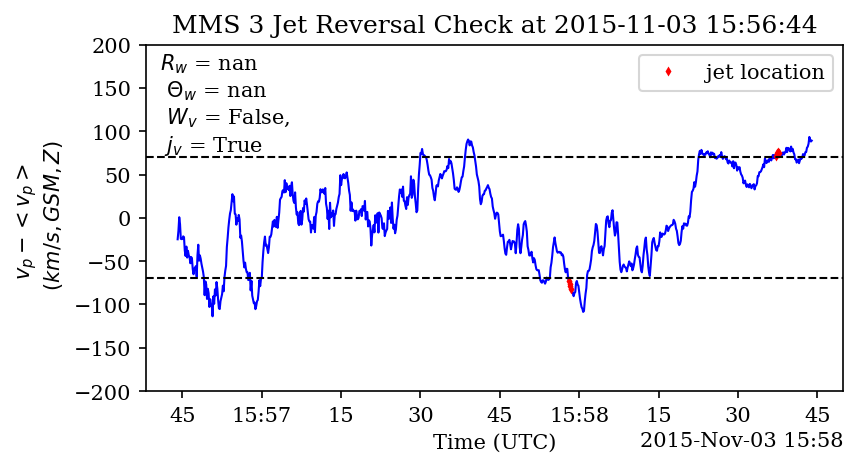 MMS 3 Jet Reversal Check at 2015-11-03 15:56:44
R_w = nan
Θ_w = nan
W_v = False,
j_v = True
jet location
v_p − < v_p >
(km/s, GSM, Z)
200
150
100
50
0
−50
−100
−150
−200
45 15:57 15 30 45 15:58 15 30 45
Time (UTC)
2015-Nov-03 15:58